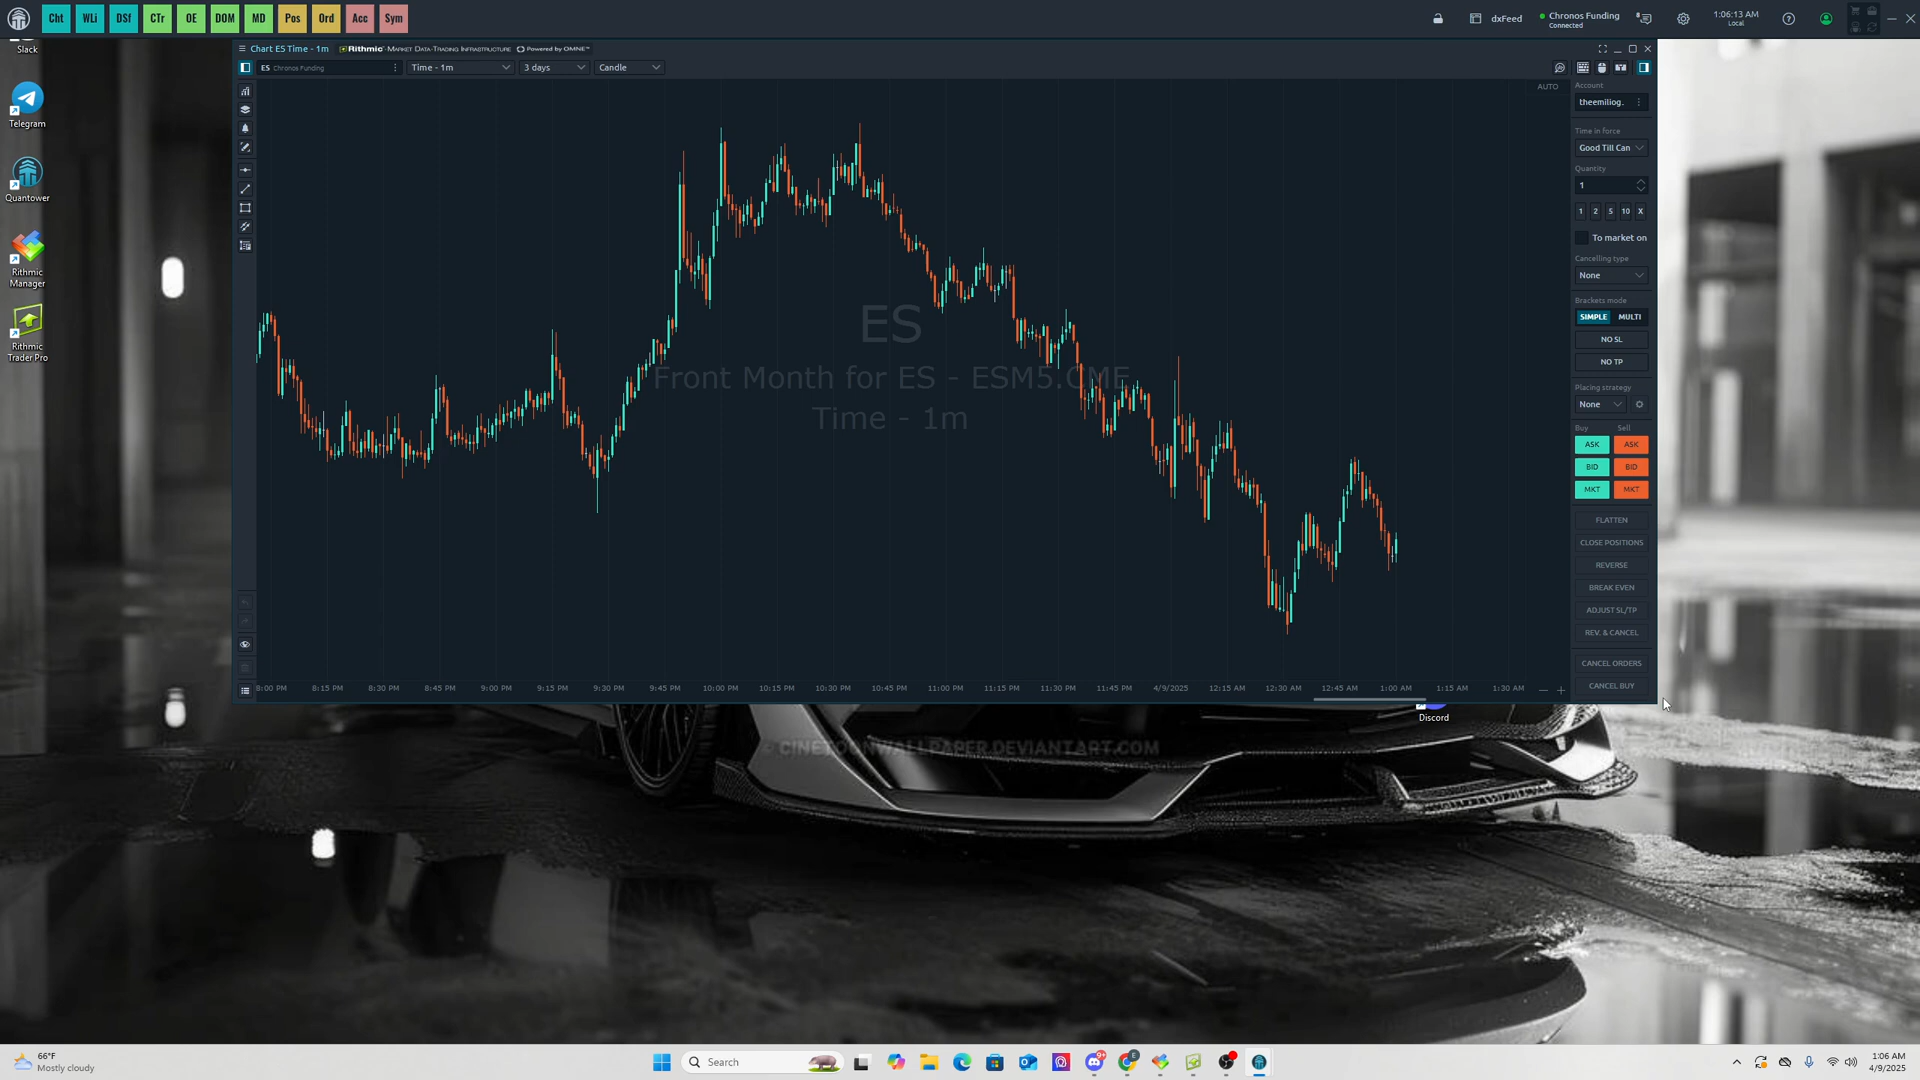 Cht WLi DSf CTr OE DOM MD Pos Ord Acc Sym
dxFeed
Chronos Funding
Connected
1:06:13 AM
Local
Slack
Telegram
Quantower
Rithmic
Manager
Rithmic
Trader Pro
Chart ES Time - 1m
Rithmic - Market Data-Trading Infrastructure
Powered by OMNE™
ES Chronos Funding
Time - 1m
3 days
Candle
AUTO
ES
Front Month for ES - ESM5.CME
Time - 1m
8:00 PM 8:15 PM 8:30 PM 8:45 PM 9:00 PM 9:15 PM 9:30 PM 9:45 PM 10:00 PM 10:15 PM 10:30 PM 10:45 PM 11:00 PM 11:15 PM 11:30 PM 11:45 PM 4/9/2025 12:15 AM 12:30 AM 12:45 AM 1:00 AM 1:15 AM 1:30 AM
Account
theemiliog.
Time in force
Good Till Can
Quantity
1
1 2 5 10 X
To market on
Cancelling type
None
Brackets mode
SIMPLE MULTI
NO SL
NO TP
Placing strategy
None
Buy Sell
ASK ASK
BID BID
MKT MKT
FLATTEN
CLOSE POSITIONS
REVERSE
BREAK EVEN
ADJUST SL/TP
REV. & CANCEL
CANCEL ORDERS
CANCEL BUY
Discord
© CINETOONWALLPAPER.DEVIANTART.COM
66°F
Mostly cloudy
Search
1:06 AM
4/9/2025